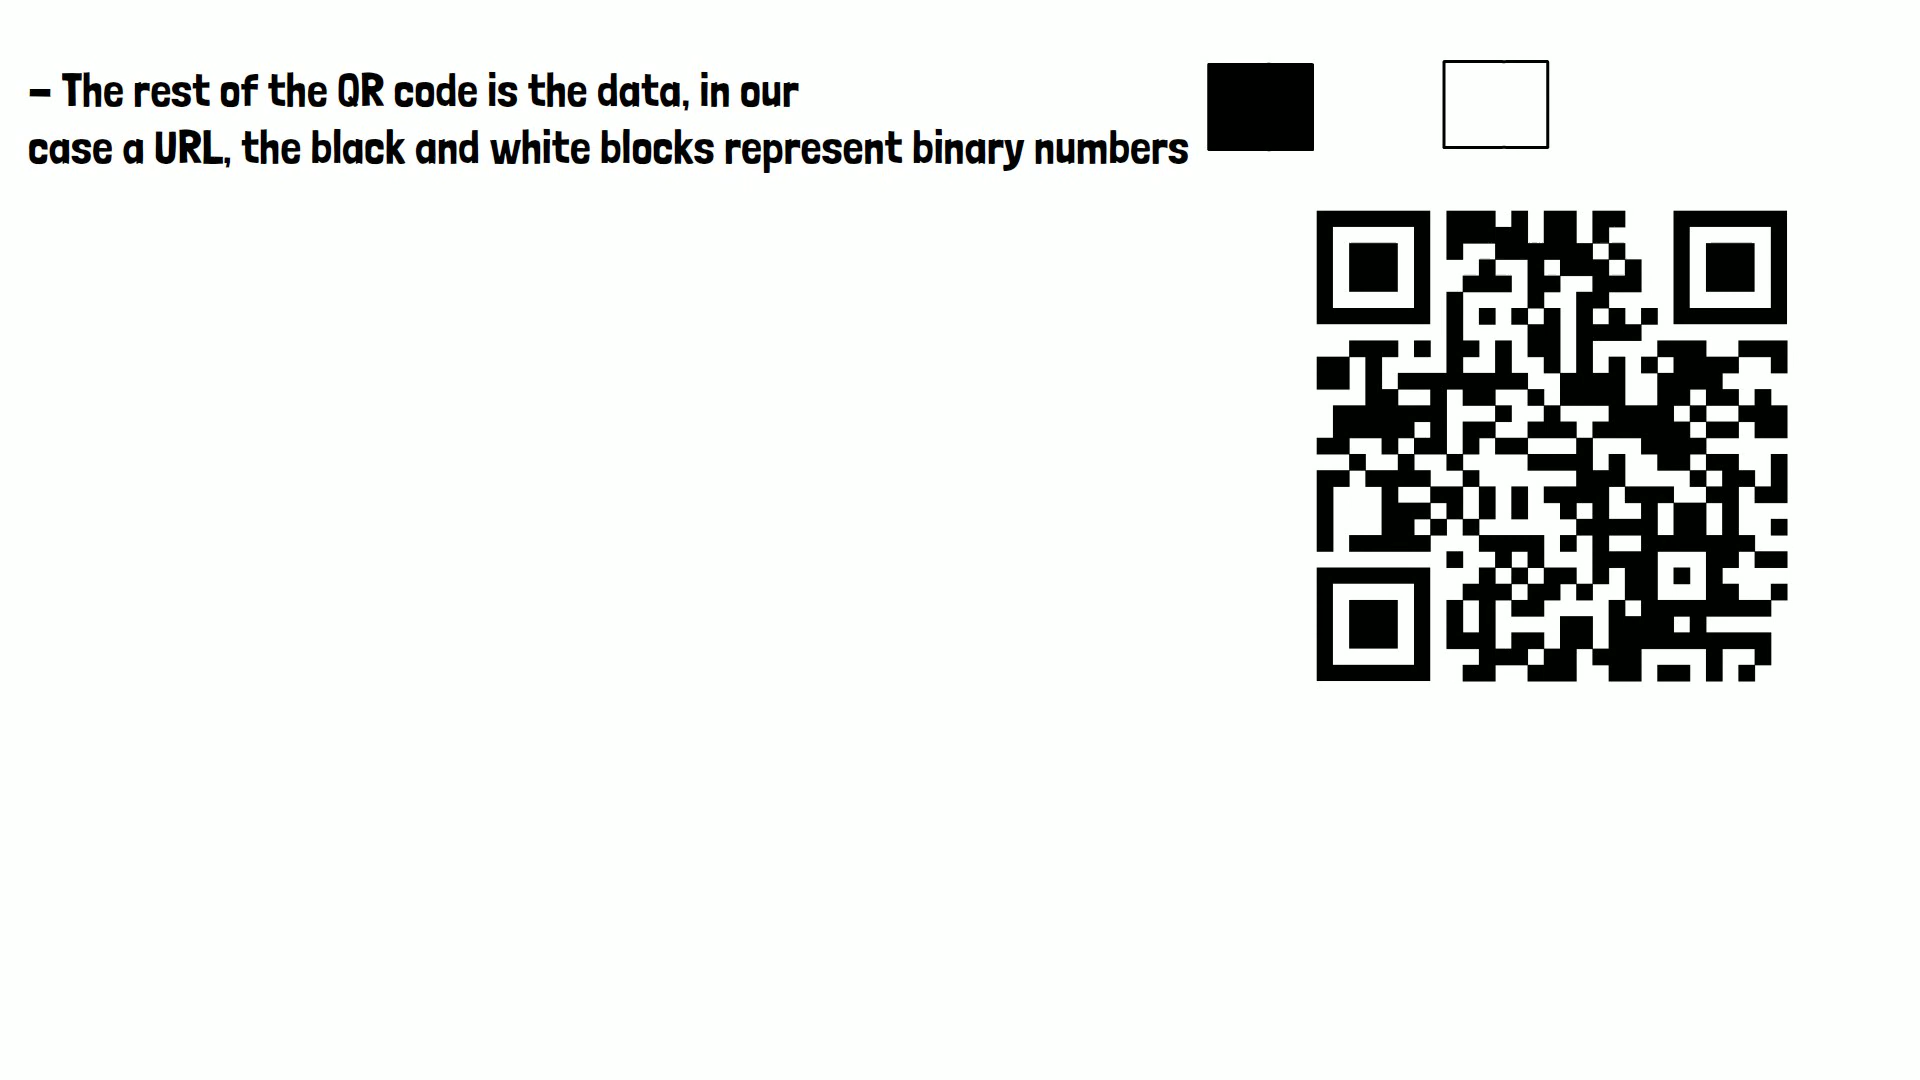 – The rest of the QR code is the data, in our
case a URL, the black and white blocks represent binary numbers